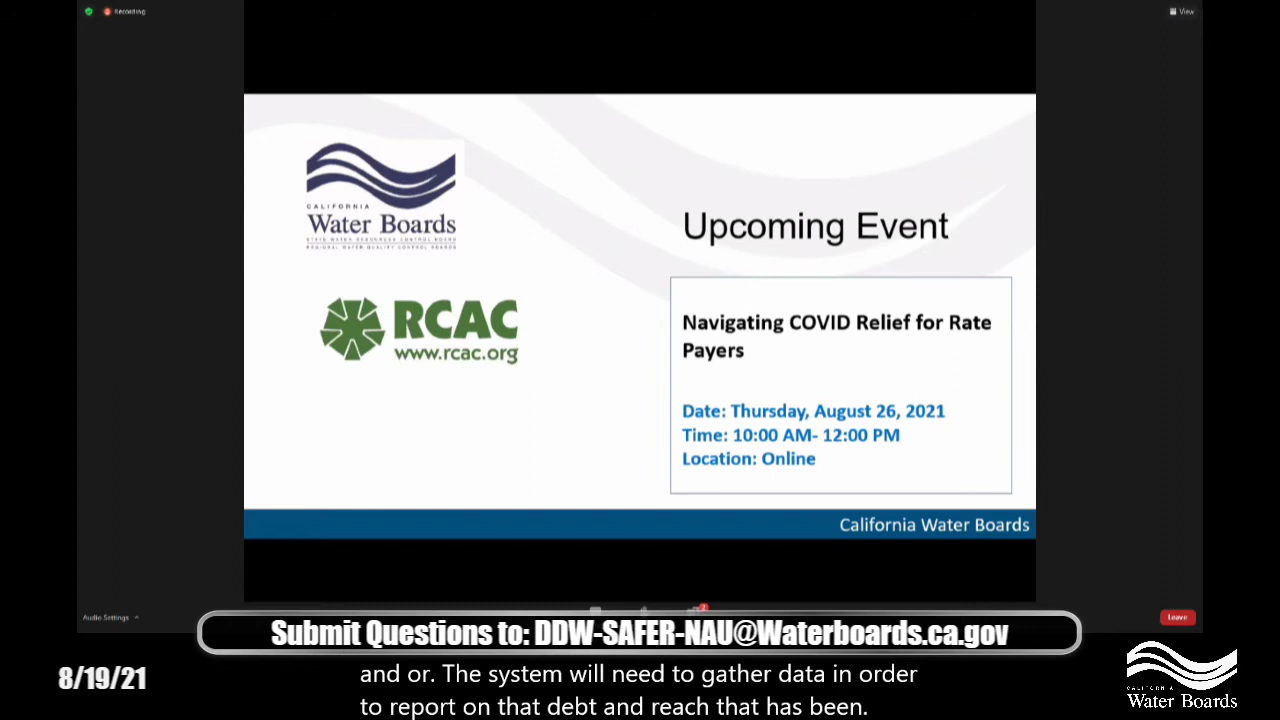 Recording
View
CALIFORNIA
Water Boards
STATE WATER RESOURCES CONTROL BOARD
REGIONAL WATER QUALITY CONTROL BOARDS
Upcoming Event
RCAC
www.rcac.org
Navigating COVID Relief for Rate
Payers
Date: Thursday, August 26, 2021
Time: 10:00 AM- 12:00 PM
Location: Online
California Water Boards
Audio Settings
2
Leave
Submit Questions to: DDW-SAFER-NAU@Waterboards.ca.gov
8/19/21
and or. The system will need to gather data in order
to report on that debt and reach that has been.
CALIFORNIA
Water Boards